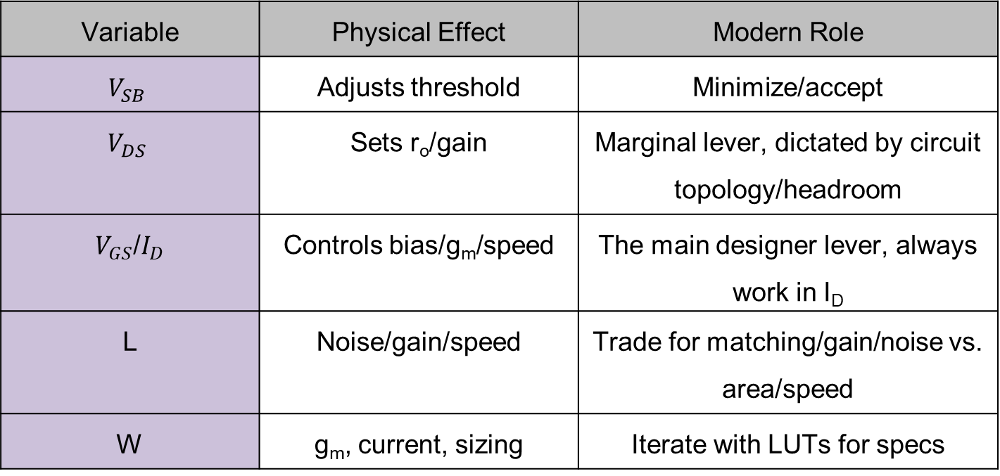 Variable Physical Effect Modern Role
V_SB Adjusts threshold Minimize/accept
V_DS Sets r_o/gain Marginal lever, dictated by circuit
topology/headroom
V_GS/I_D Controls bias/g_m/speed The main designer lever, always
work in I_D
L Noise/gain/speed Trade for matching/gain/noise vs.
area/speed
W g_m, current, sizing Iterate with LUTs for specs